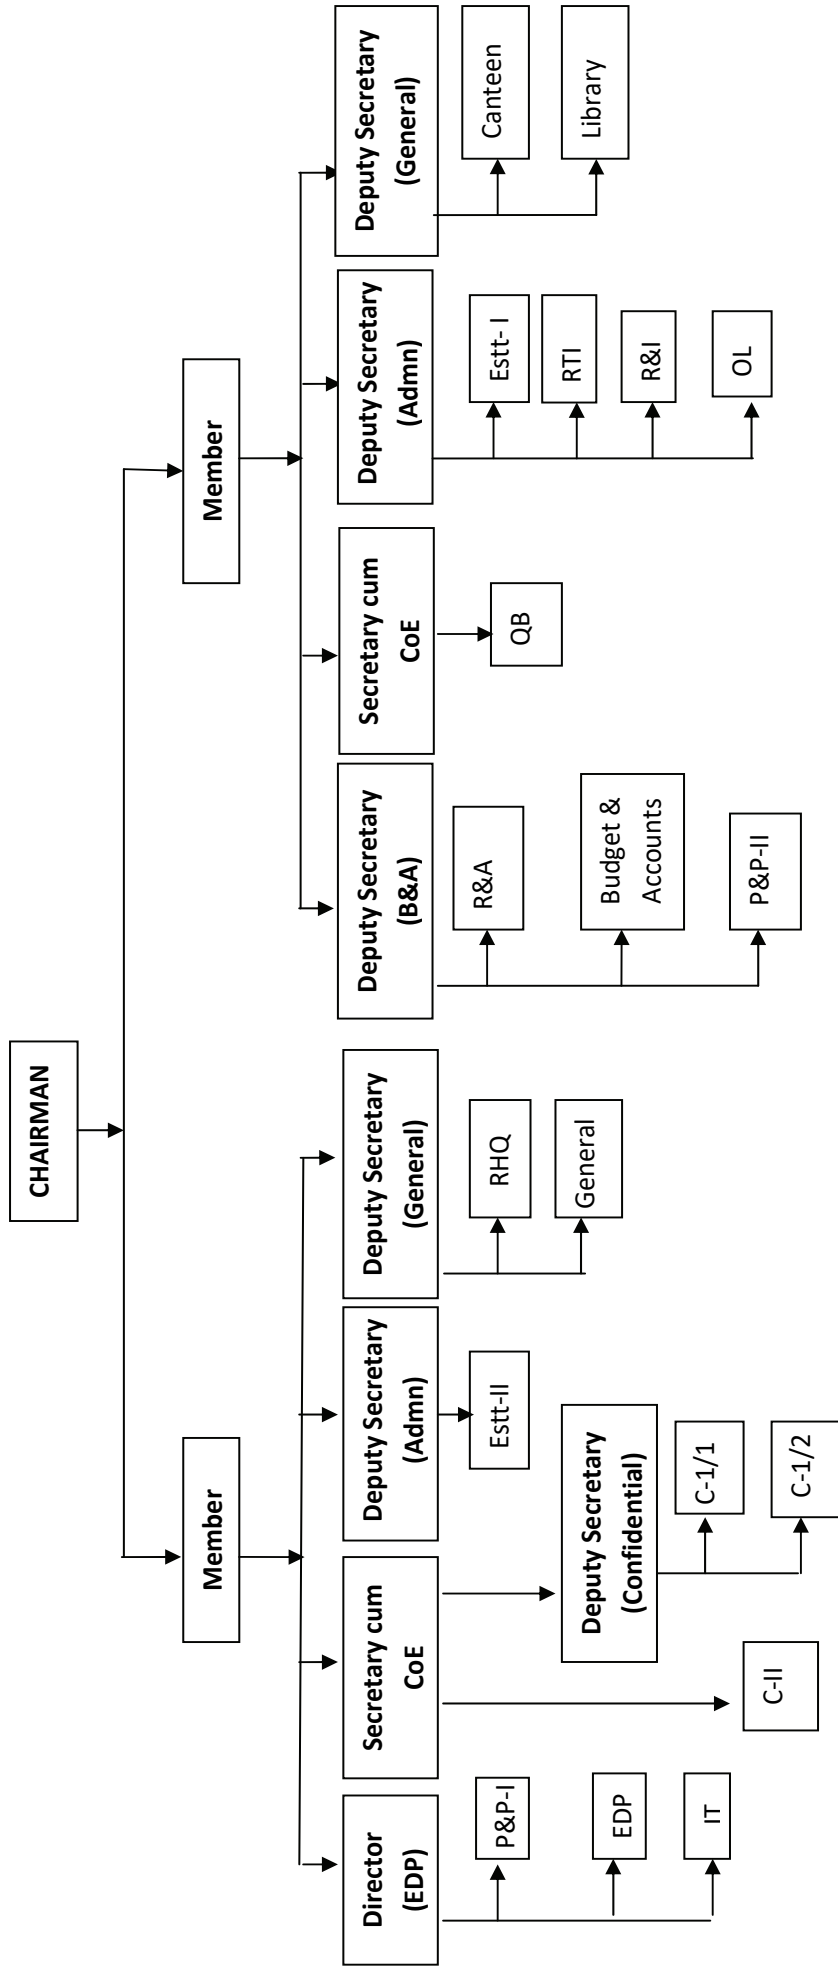 CHAIRMAN
Member
Member
Director
(EDP)
Secretary cum
CoE
Deputy Secretary
(Admn)
Deputy Secretary
(General)
Deputy Secretary
(B&A)
Secretary cum
CoE
Deputy Secretary
(Admn)
Deputy Secretary
(General)
P&P-I
EDP
IT
C-II
Deputy Secretary
(Confidential)
C-1/1
C-1/2
Estt-II
RHQ
General
R&A
Budget &
Accounts
P&P-II
QB
Estt- I
RTI
R&I
OL
Canteen
Library